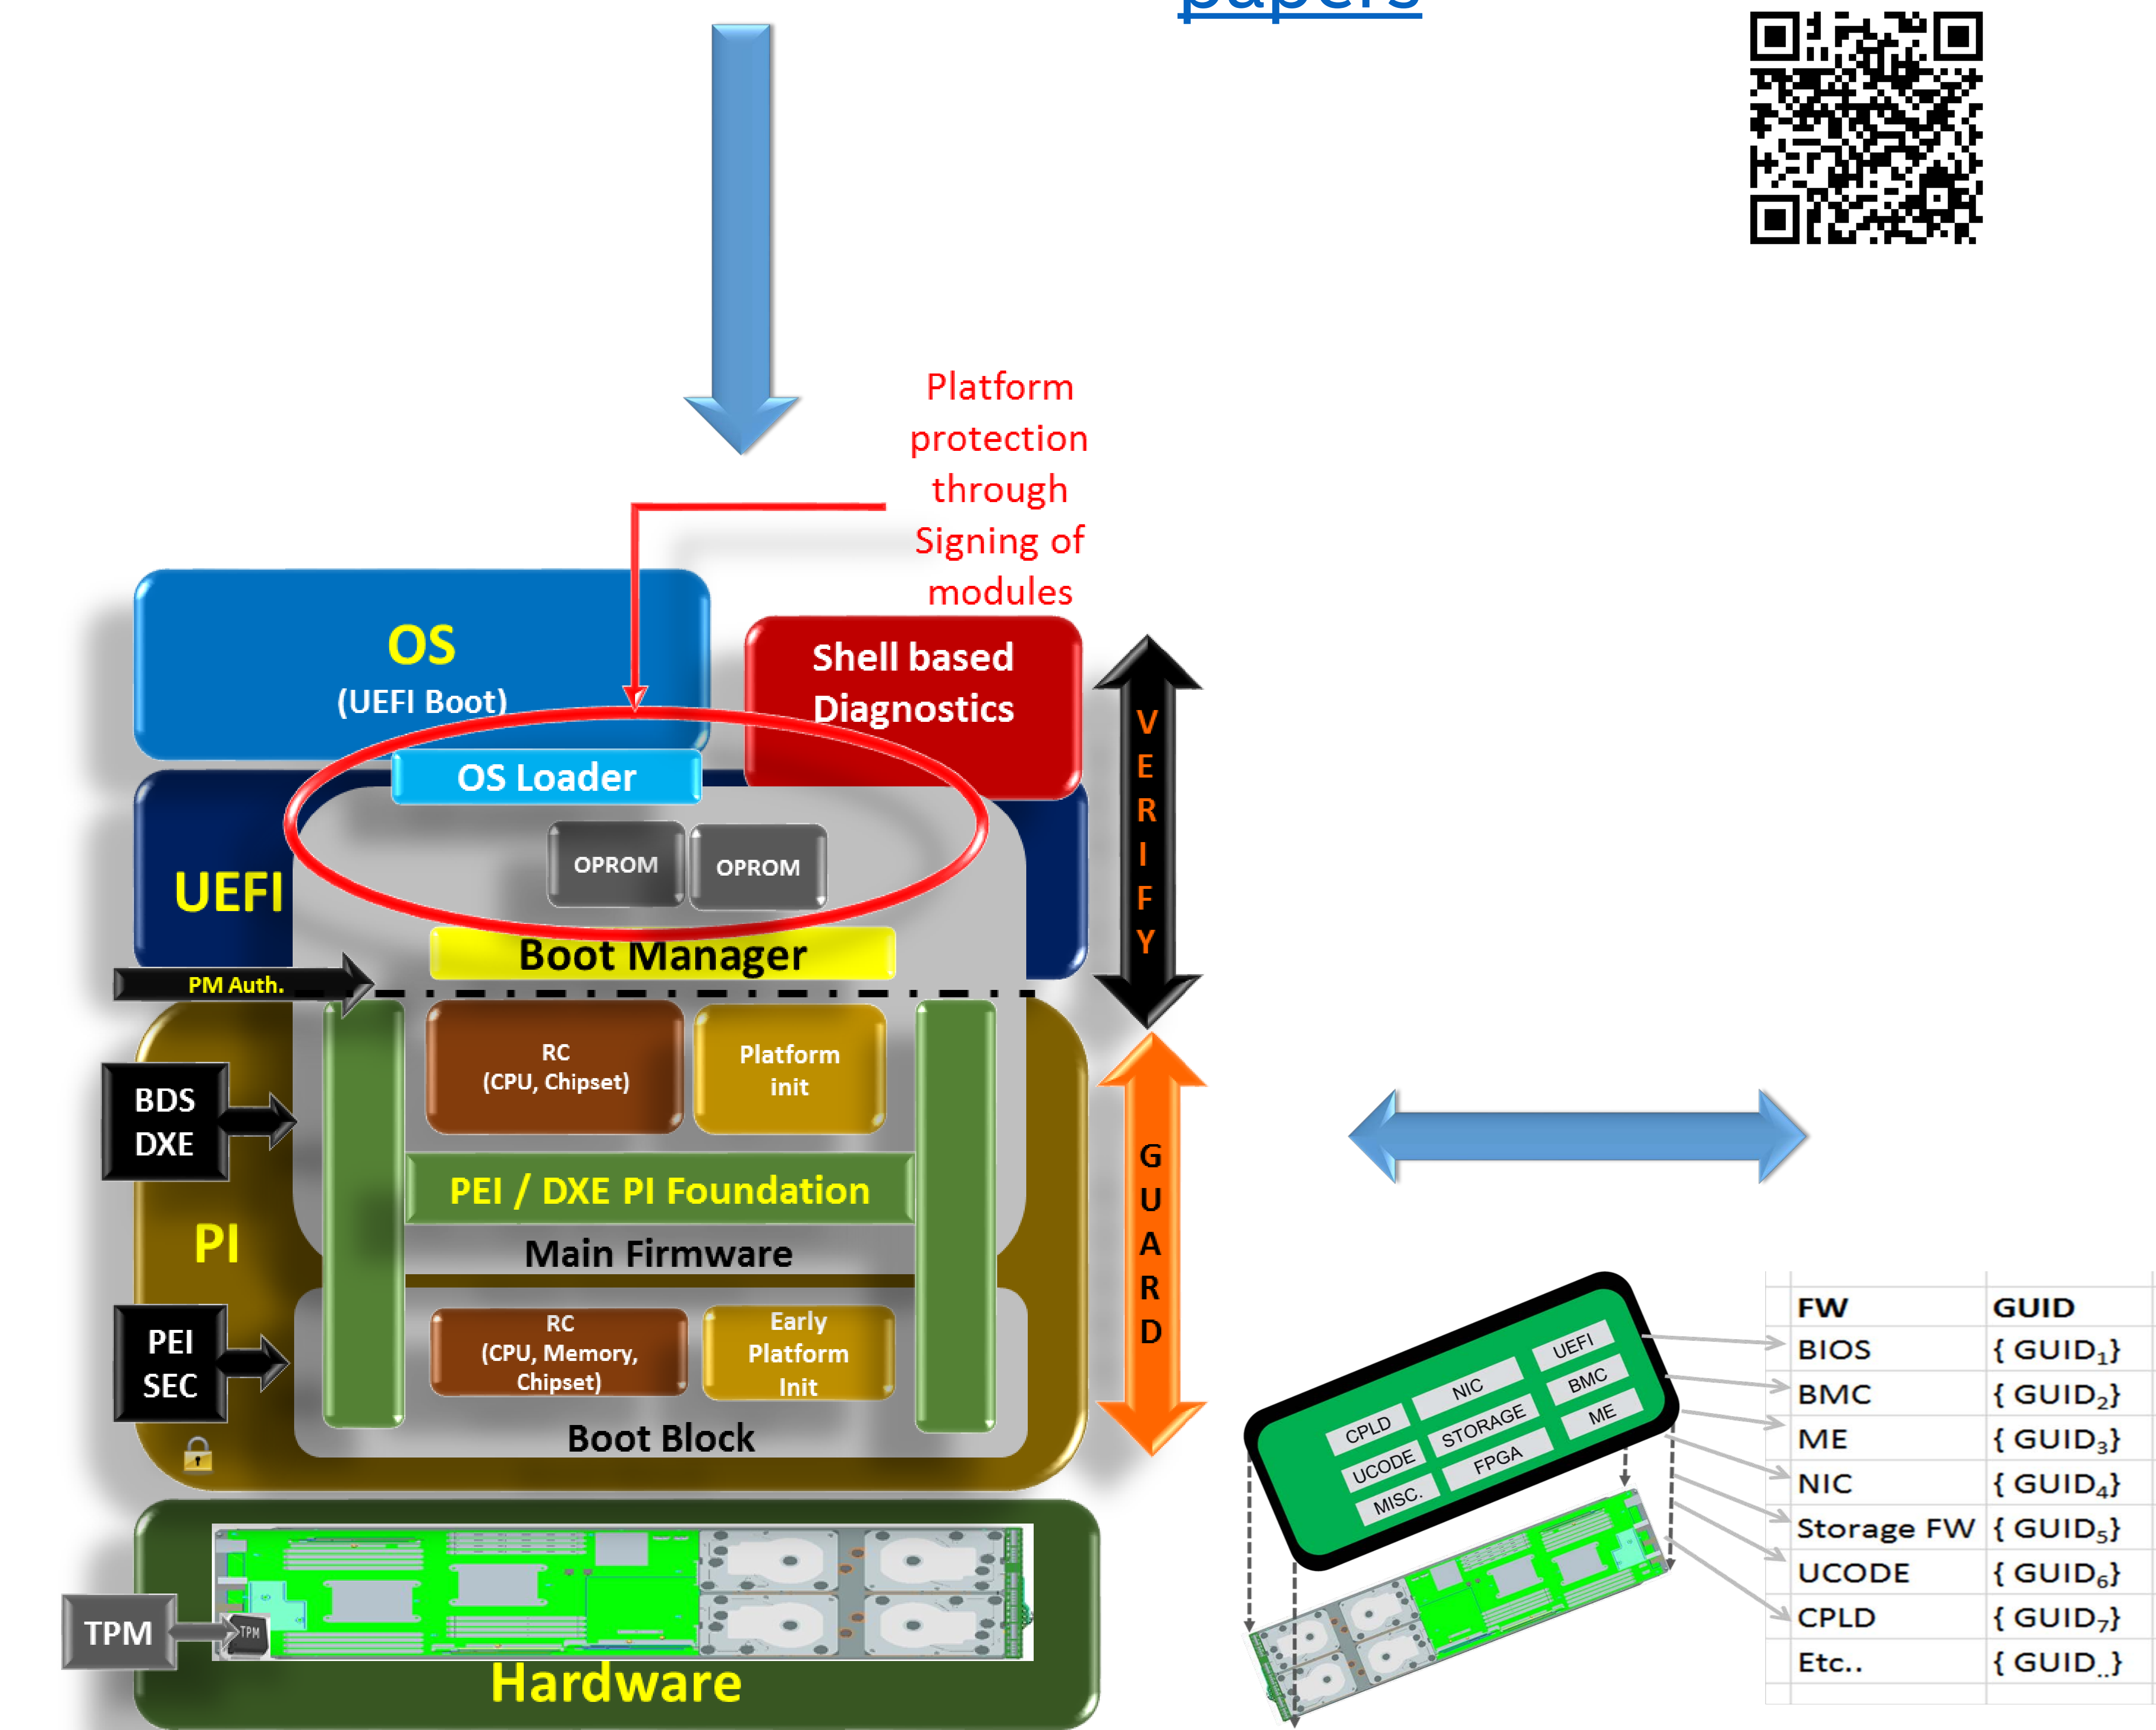 papers
Platform
protection
through
Signing of
modules
OS
(UEFI Boot)
Shell based
Diagnostics
OS Loader
OPROM
OPROM
UEFI
Boot Manager
PM Auth.
VERIFY
RC
(CPU, Chipset)
Platform
init
BDS
DXE
PEI / DXE PI Foundation
Main Firmware
PI
GUARD
RC
(CPU, Memory,
Chipset)
Early
Platform
Init
PEI
SEC
Boot Block
TPM
TPM
Hardware
UEFI
NIC
BMC
CPLD
STORAGE
ME
UCODE
FPGA
MISC.
FW GUID
BIOS { GUID₁}
BMC { GUID₂}
ME { GUID₃}
NIC { GUID₄}
Storage FW { GUID₅}
UCODE { GUID₆}
CPLD { GUID₇}
Etc.. { GUID..}